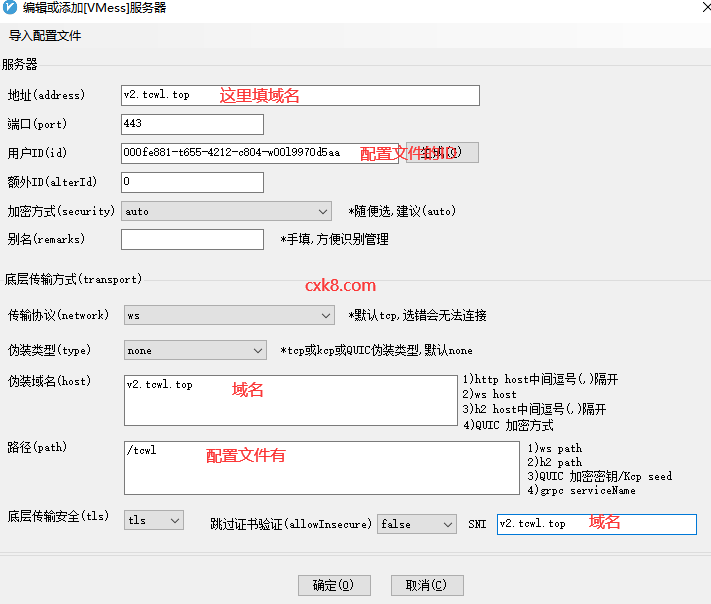 编辑或添加[VMess]服务器
导入配置文件
服务器
地址(address) v2.tcwl.top 这里填域名
端口(port) 443
用户ID(id) 000fe881-t655-4212-c804-w00l9970d5aa 配置文件的ID
额外ID(alterId) 0
加密方式(security) auto *随便选,建议(auto)
别名(remarks) *手填,方便识别管理
底层传输方式(transport)
cxk8.com
传输协议(network) ws *默认tcp,选错会无法连接
伪装类型(type) none *tcp或kcp或QUIC伪装类型,默认none
伪装域名(host) v2.tcwl.top 域名
1)http host中间逗号(,)隔开
2)ws host
3)h2 host中间逗号(,)隔开
4)QUIC 加密方式
路径(path) /tcwl 配置文件有
1)ws path
2)h2 path
3)QUIC 加密密钥/Kcp seed
4)grpc serviceName
底层传输安全(tls) tls 跳过证书验证(allowInsecure) false SNI v2.tcwl.top 域名
确定(O) 取消(C)